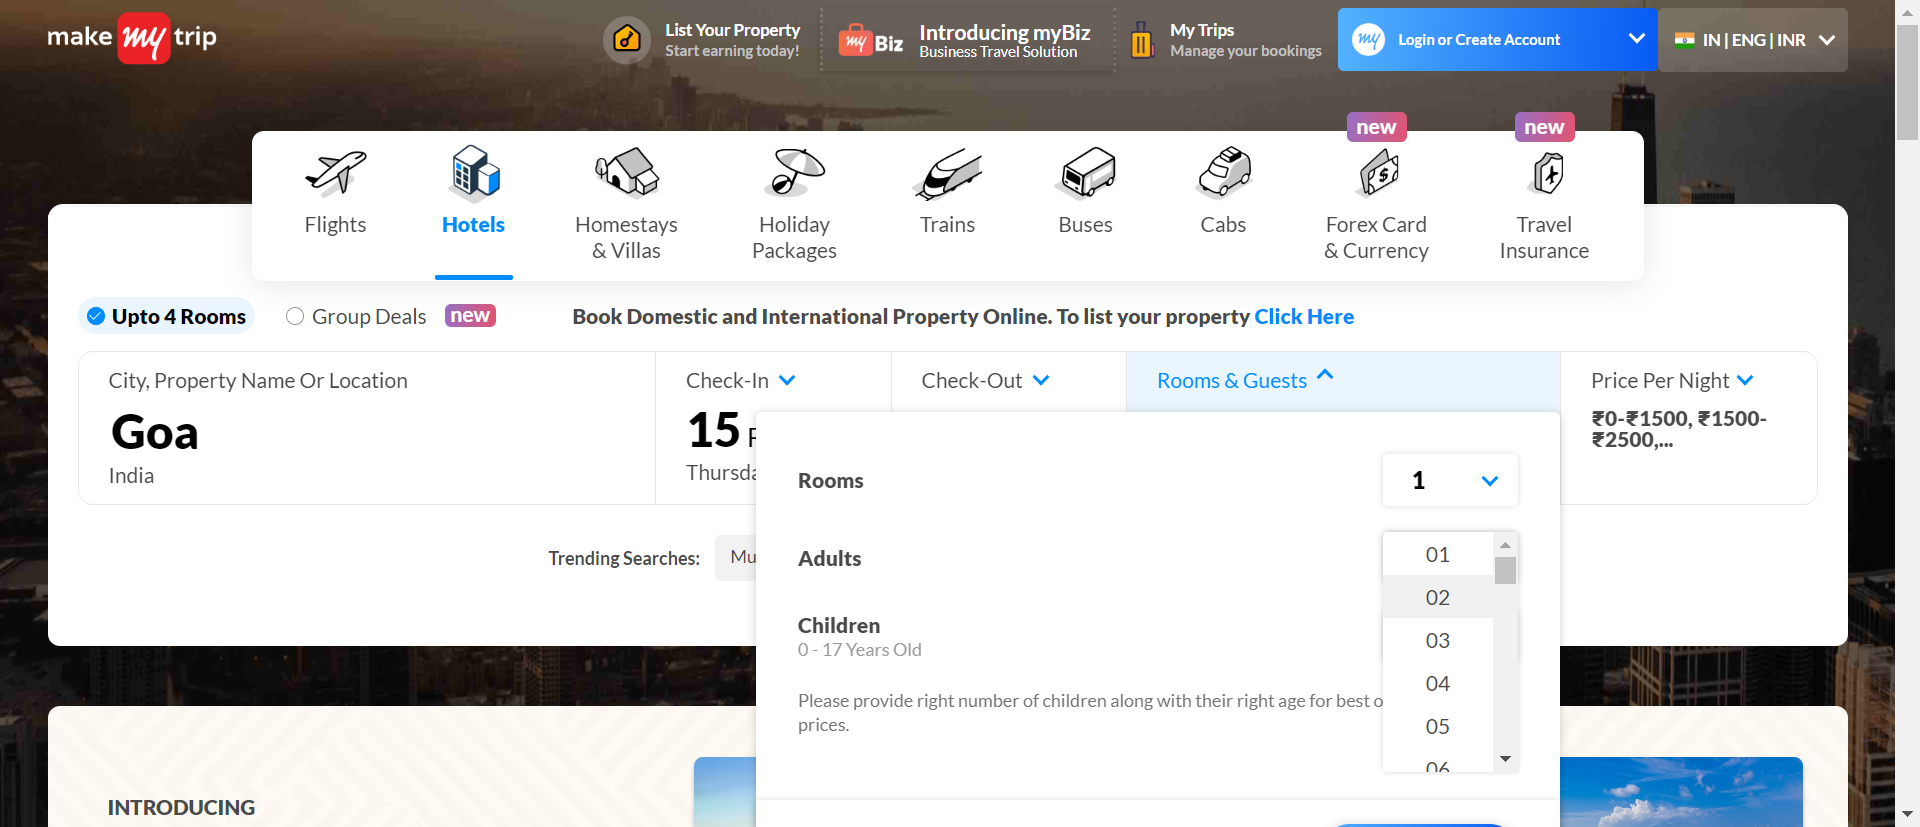 make my trip
List Your Property
Start earning today!
my Biz
Introducing myBiz
Business Travel Solution
My Trips
Manage your bookings
my
Login or Create Account
IN | ENG | INR
new
new
Flights
Hotels
Homestays
& Villas
Holiday
Packages
Trains
Buses
Cabs
Forex Card
& Currency
Travel
Insurance
Upto 4 Rooms
Group Deals
new
Book Domestic and International Property Online. To list your property Click Here
City, Property Name Or Location
Goa
India
Check-In
15
Thursda
Check-Out
Rooms & Guests
Price Per Night
₹0-₹1500, ₹1500-
₹2500,...
Rooms
1
Adults
01
02
03
04
05
06
Children
0 - 17 Years Old
Please provide right number of children along with their right age for best o
prices.
Trending Searches:
Mu
INTRODUCING